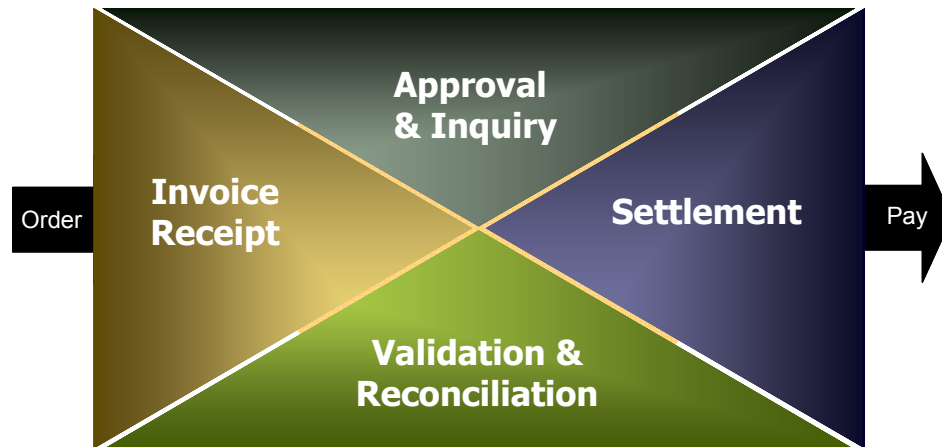 Approval
& Inquiry
Order
Invoice
Receipt
Settlement
Pay
Validation &
Reconciliation